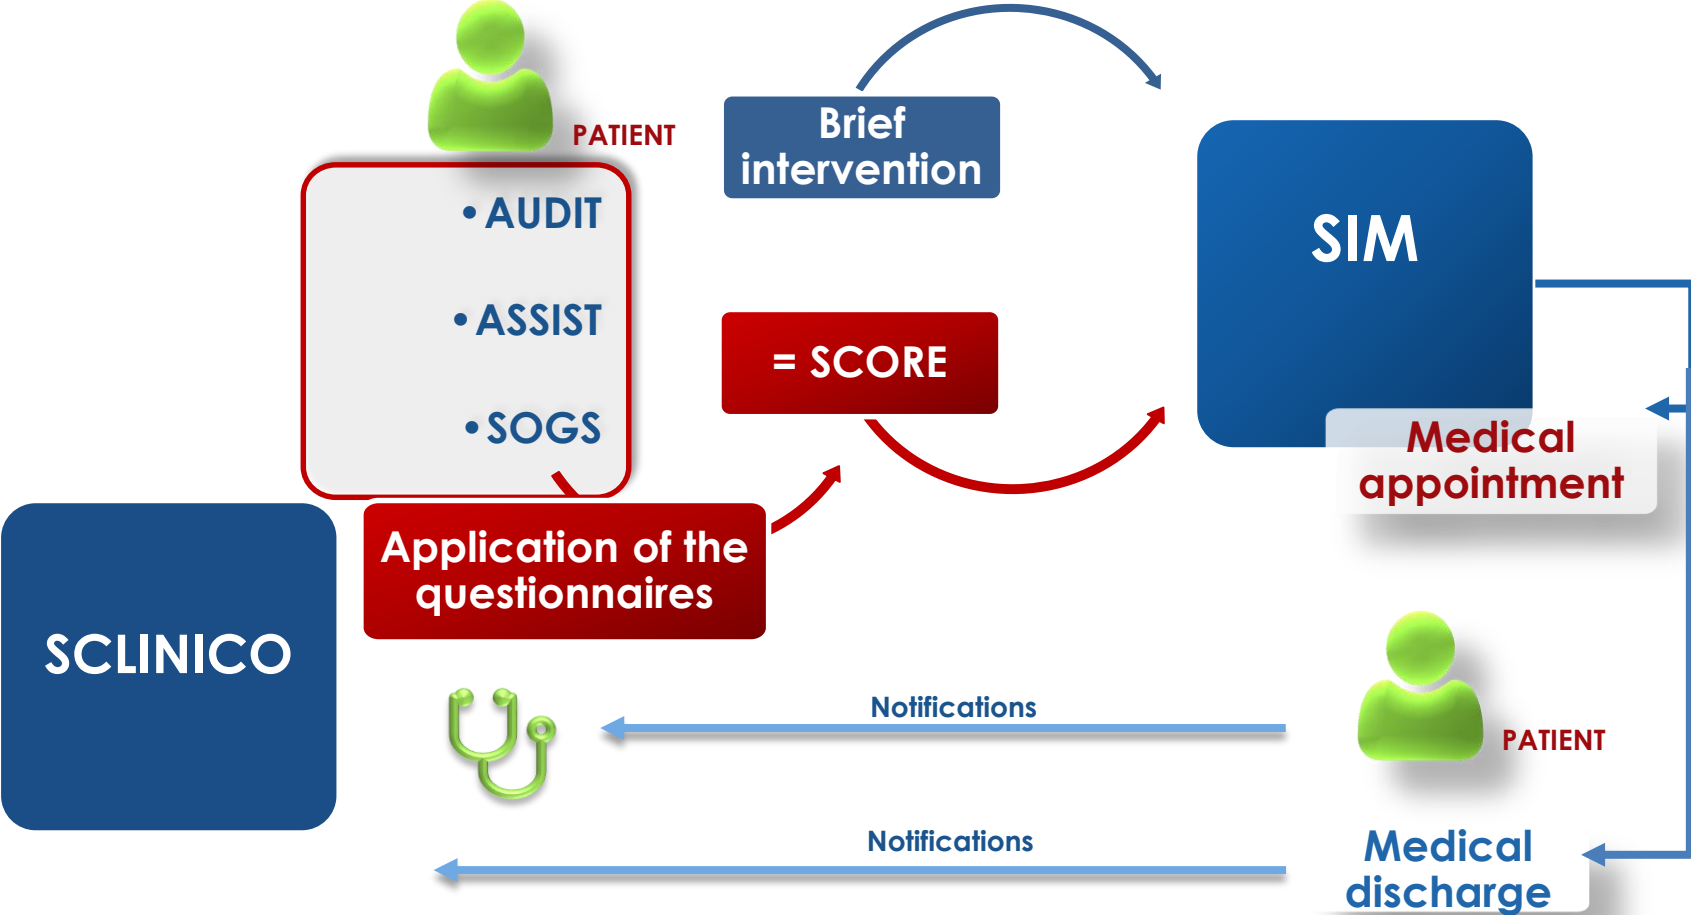 PATIENT
•AUDIT
•ASSIST
•SOGS
Brief
intervention
= SCORE
SIM
Medical
appointment
Application of the
questionnaires
SCLINICO
Notifications
PATIENT
Notifications
Medical
discharge